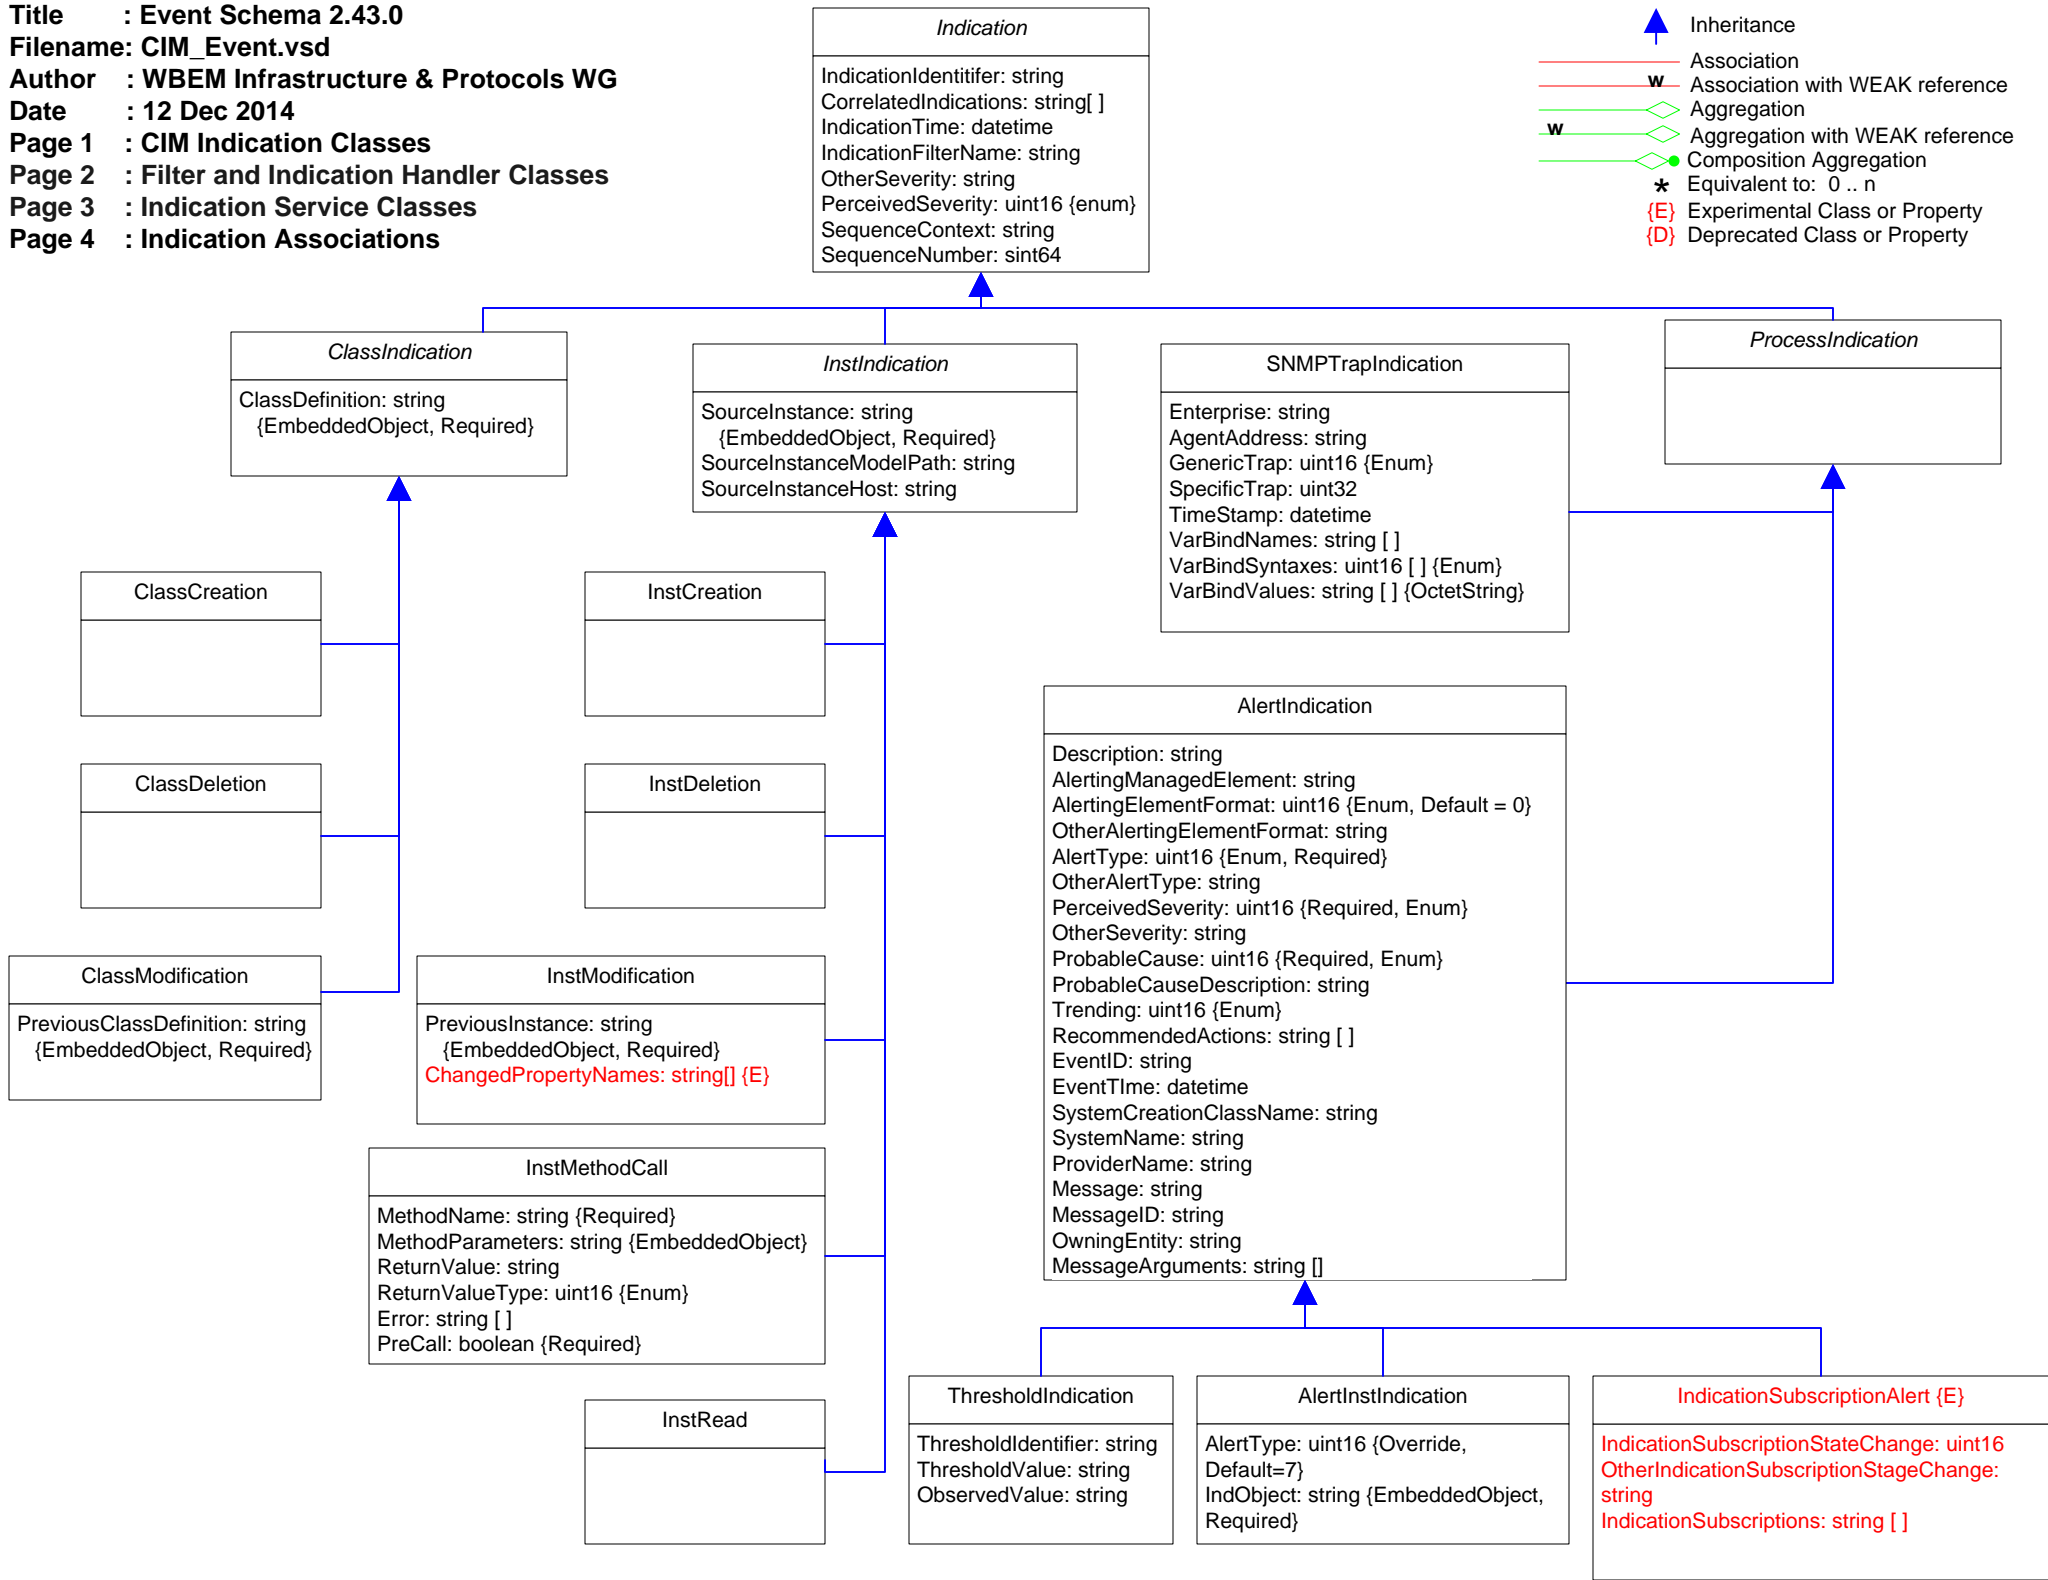 Title : Event Schema 2.43.0
Filename: CIM_Event.vsd
Author : WBEM Infrastructure & Protocols WG
Date : 12 Dec 2014
Page 1 : CIM Indication Classes
Page 2 : Filter and Indication Handler Classes
Page 3 : Indication Service Classes
Page 4 : Indication Associations
Indication
IndicationIdentitifer: string
CorrelatedIndications: string[ ]
IndicationTime: datetime
IndicationFilterName: string
OtherSeverity: string
PerceivedSeverity: uint16 {enum}
SequenceContext: string
SequenceNumber: sint64
Inheritance
Association
w Association with WEAK reference
Aggregation
w Aggregation with WEAK reference
Composition Aggregation
* Equivalent to: 0 .. n
{E} Experimental Class or Property
{D} Deprecated Class or Property
ClassIndication
ClassDefinition: string
{EmbeddedObject, Required}
InstIndication
SourceInstance: string
{EmbeddedObject, Required}
SourceInstanceModelPath: string
SourceInstanceHost: string
SNMPTrapIndication
Enterprise: string
AgentAddress: string
GenericTrap: uint16 {Enum}
SpecificTrap: uint32
TimeStamp: datetime
VarBindNames: string [ ]
VarBindSyntaxes: uint16 [ ] {Enum}
VarBindValues: string [ ] {OctetString}
ProcessIndication
ClassCreation
InstCreation
ClassDeletion
InstDeletion
ClassModification
PreviousClassDefinition: string
{EmbeddedObject, Required}
InstModification
PreviousInstance: string
{EmbeddedObject, Required}
ChangedPropertyNames: string[] {E}
InstMethodCall
MethodName: string {Required}
MethodParameters: string {EmbeddedObject}
ReturnValue: string
ReturnValueType: uint16 {Enum}
Error: string [ ]
PreCall: boolean {Required}
InstRead
AlertIndication
Description: string
AlertingManagedElement: string
AlertingElementFormat: uint16 {Enum, Default = 0}
OtherAlertingElementFormat: string
AlertType: uint16 {Enum, Required}
OtherAlertType: string
PerceivedSeverity: uint16 {Required, Enum}
OtherSeverity: string
ProbableCause: uint16 {Required, Enum}
ProbableCauseDescription: string
Trending: uint16 {Enum}
RecommendedActions: string [ ]
EventID: string
EventTIme: datetime
SystemCreationClassName: string
SystemName: string
ProviderName: string
Message: string
MessageID: string
OwningEntity: string
MessageArguments: string []
ThresholdIndication
ThresholdIdentifier: string
ThresholdValue: string
ObservedValue: string
AlertInstIndication
AlertType: uint16 {Override,
Default=7}
IndObject: string {EmbeddedObject,
Required}
IndicationSubscriptionAlert {E}
IndicationSubscriptionStateChange: uint16
OtherIndicationSubscriptionStageChange:
string
IndicationSubscriptions: string [ ]